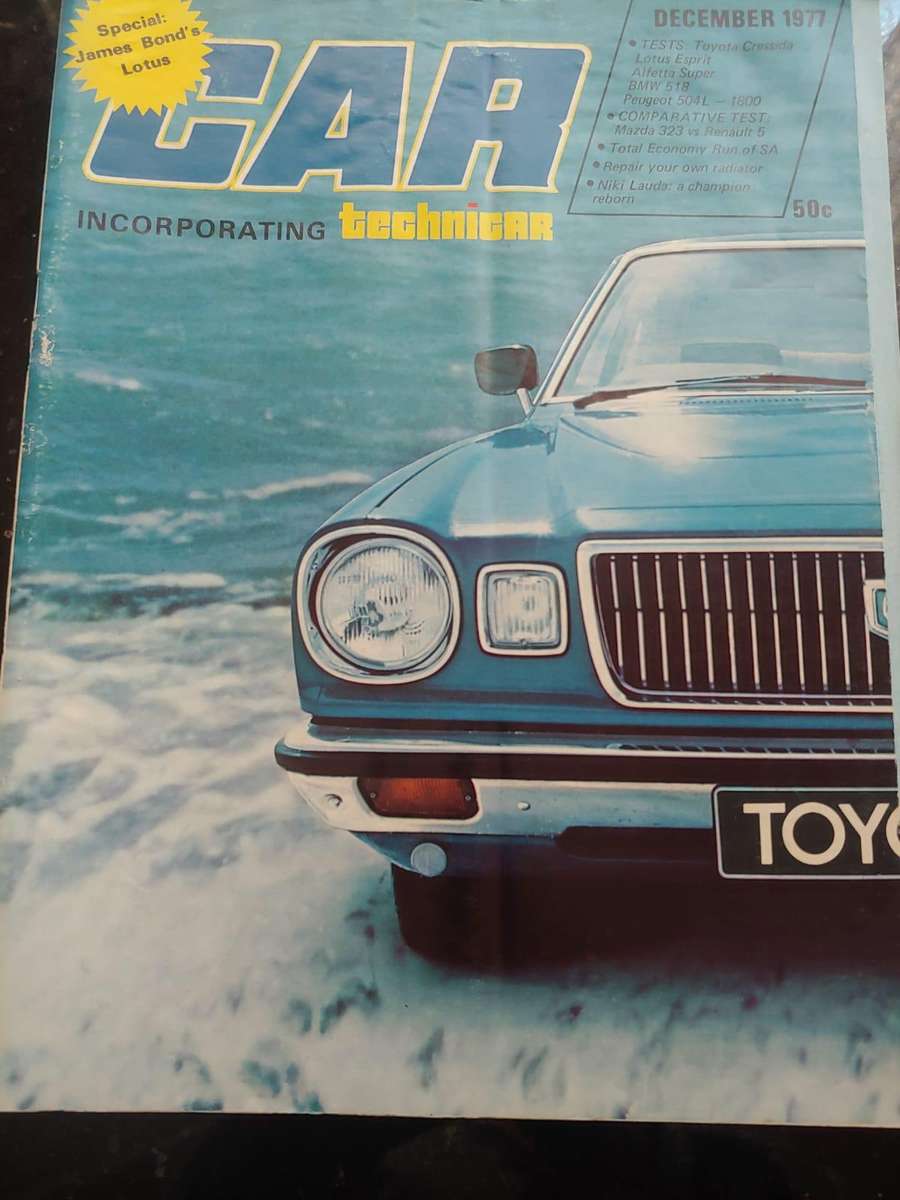 Special:
James Bond's
Lotus
CAR
INCORPORATING technicAR
DECEMBER 1977
• TESTS: Toyota Cressida
Lotus Esprit
Alfetta Super
BMW 518
Peugeot 504L – 1800
• COMPARATIVE TEST:
Mazda 323 vs Renault 5
• Total Economy Run of SA
• Repair your own radiator
• Niki Lauda: a champion
reborn
50c
TOYO